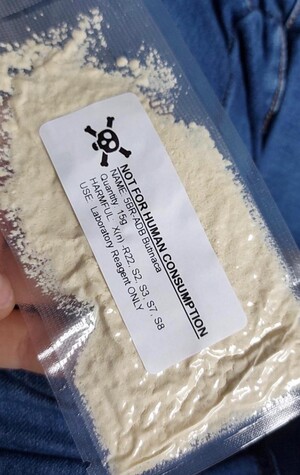 NOT FOR HUMAN CONSUMPTION
NAME 5BR-ADB Butinaca
Quantity 15g
HARMFUL X(n) -R22, S2, S3, S7, S8
USE. Laboratory Reagent ONLY